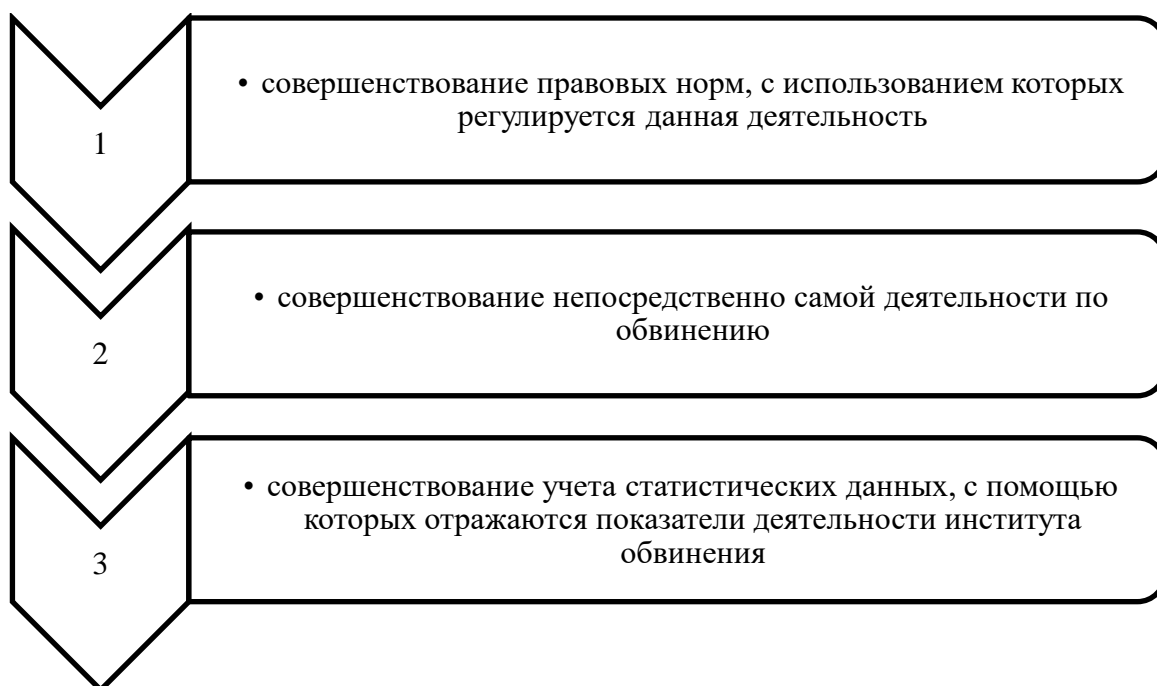 1
• совершенствование правовых норм, с использованием которых
регулируется данная деятельность
2
• совершенствование непосредственно самой деятельности по
обвинению
3
• совершенствование учета статистических данных, с помощью
которых отражаются показатели деятельности института
обвинения